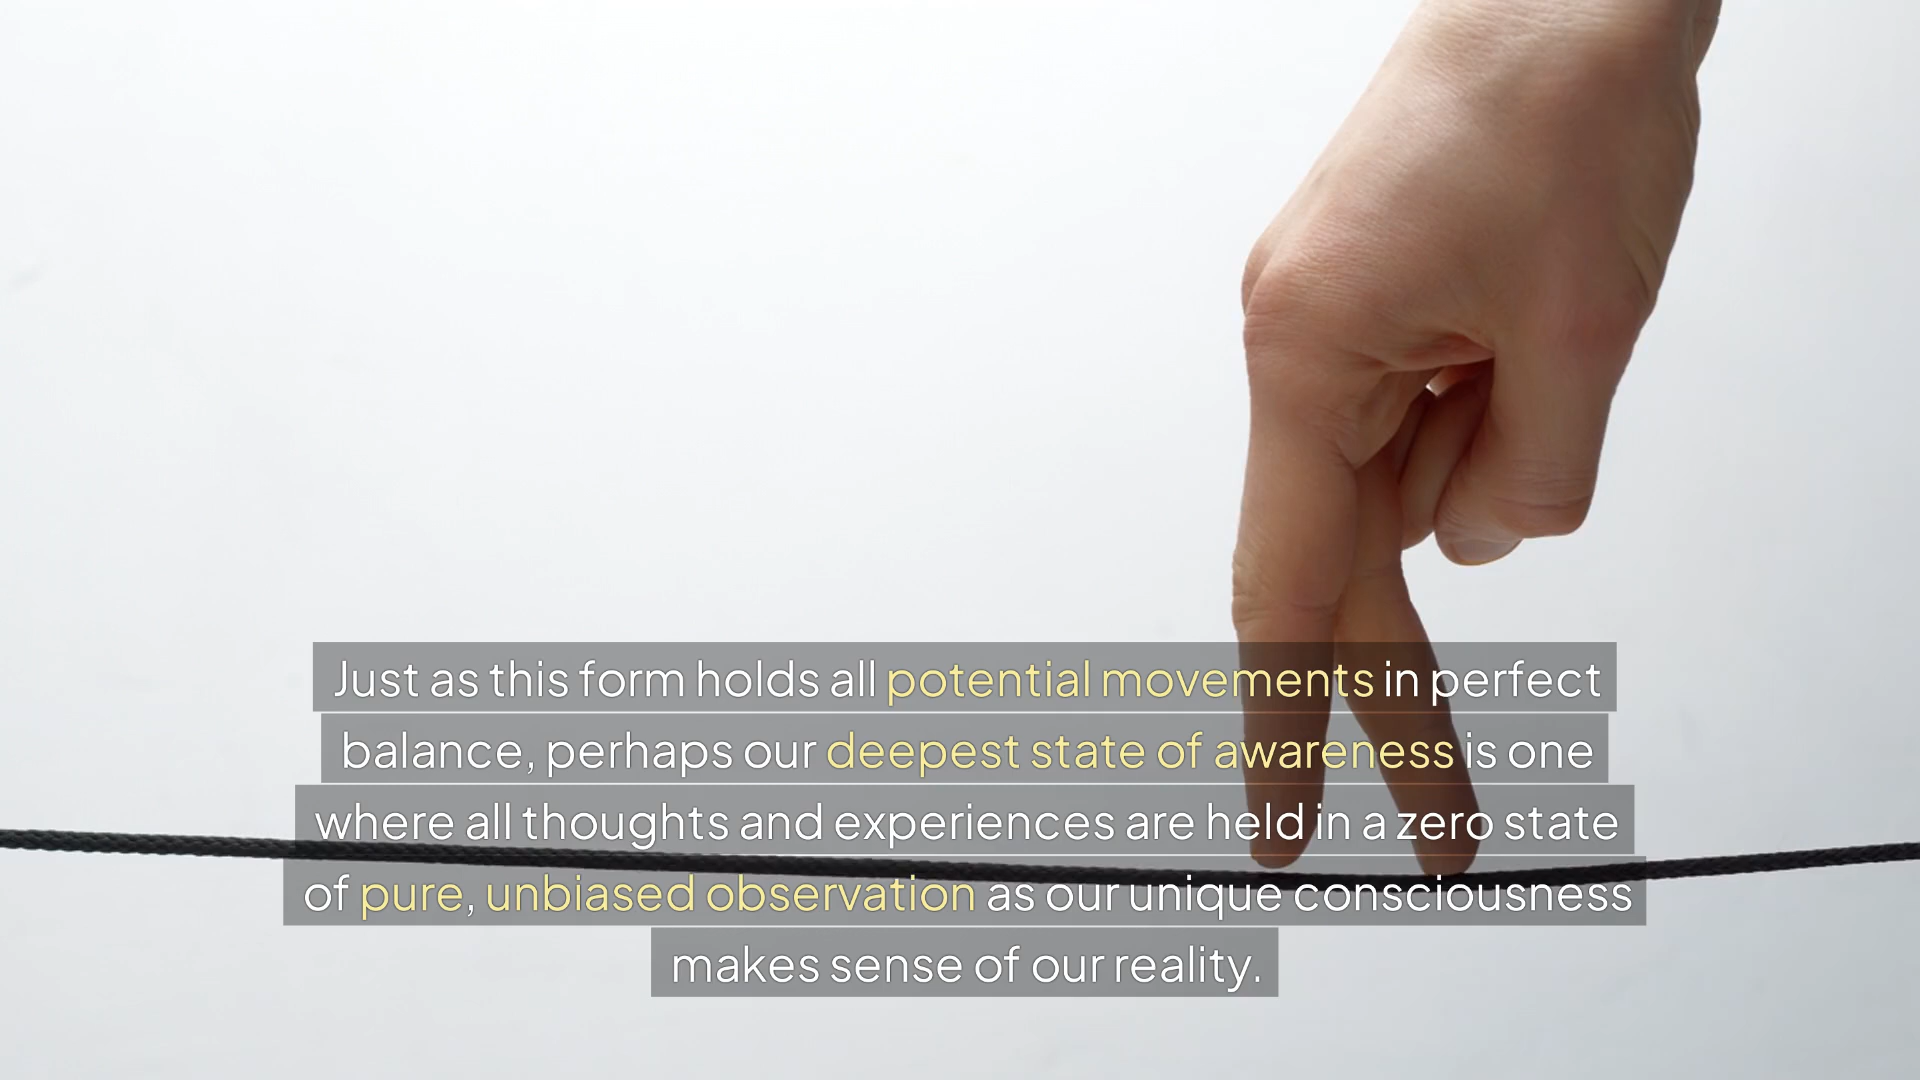 Just as this form holds all potential movements in perfect
balance, perhaps our deepest state of awareness is one
where all thoughts and experiences are held in a zero state
of pure, unbiased observation as our unique consciousness
makes sense of our reality.